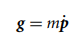 g = mṗ